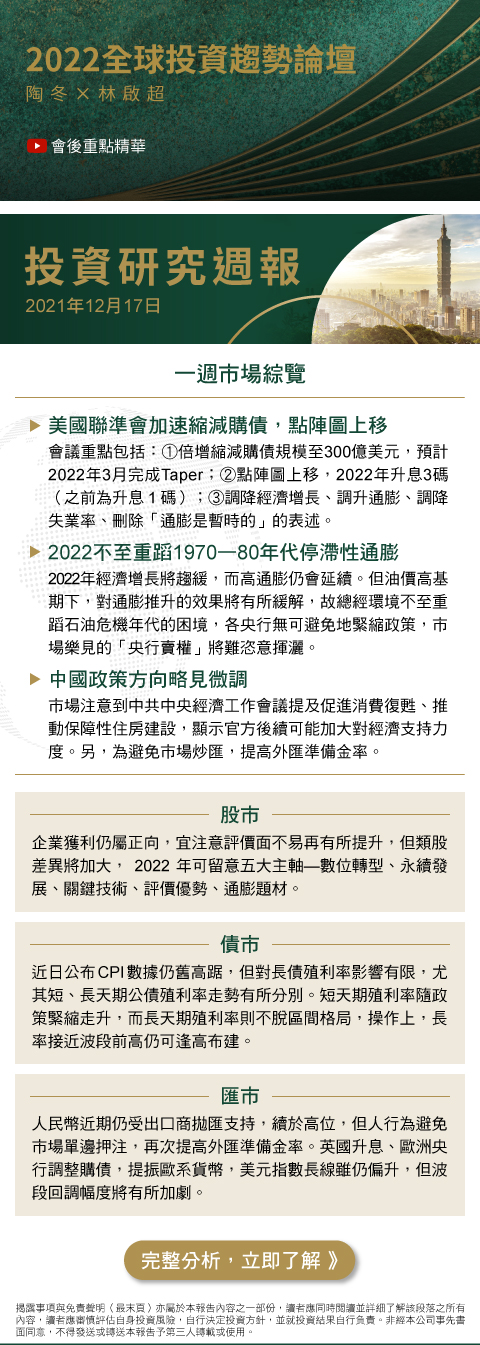 2022全球投資趨勢論壇
陶冬×林啟超
會後重點精華
投資研究週報
2021年12月17日
一週市場綜覽
美國聯準會加速縮減購債，點陣圖上移
會議重點包括：①倍增縮減購債規模至300億美元，預計
2022年3月完成Taper；②點陣圖上移，2022年升息3碼
（之前為升息 1 碼）；③調降經濟增長、調升通膨、調降
失業率、刪除「通膨是暫時的」的表述。
2022不至重蹈1970—80年代停滯性通膨
2022年經濟增長將趨緩，而高通膨仍會延續。但油價高基
期下，對通膨推升的效果將有所緩解，故總經環境不至重
蹈石油危機年代的困境，各央行無可避免地緊縮政策，市
場樂見的「央行賣權」將難恣意揮灑。
中國政策方向略見微調
市場注意到中共中央經濟工作會議提及促進消費復甦、推
動保障性住房建設，顯示官方後續可能加大對經濟支持力
度。另，為避免市場炒匯，提高外匯準備金率。
股市
企業獲利仍屬正向，宜注意評價面不易再有所提升，但類股
差異將加大， 2022 年可留意五大主軸—數位轉型、永續發
展、關鍵技術、評價優勢、通膨題材。
債市
近日公布CPI數據仍舊高踞，但對長債殖利率影響有限，尤
其短、長天期公債殖利率走勢有所分別。短天期殖利率隨政
策緊縮走升，而長天期殖利率則不脫區間格局，操作上，長
率接近波段前高仍可逢高布建。
匯市
人民幣近期仍受出口商拋匯支持，續於高位，但人行為避免
市場單邊押注，再次提高外匯準備金率。英國升息、歐洲央
行調整購債，提振歐系貨幣，美元指數長線雖仍偏升，但波
段回調幅度將有所加劇。
完整分析，立即了解 》
揭露事項與免責聲明（最末頁）亦屬於本報告內容之一部份，讀者應同時閱讀並詳細了解該段落之所有
內容，讀者應審慎評估自身投資風險，自行決定投資方針，並就投資結果自行負責。非經本公司事先書
面同意，不得發送或轉送本報告予第三人轉載或使用。